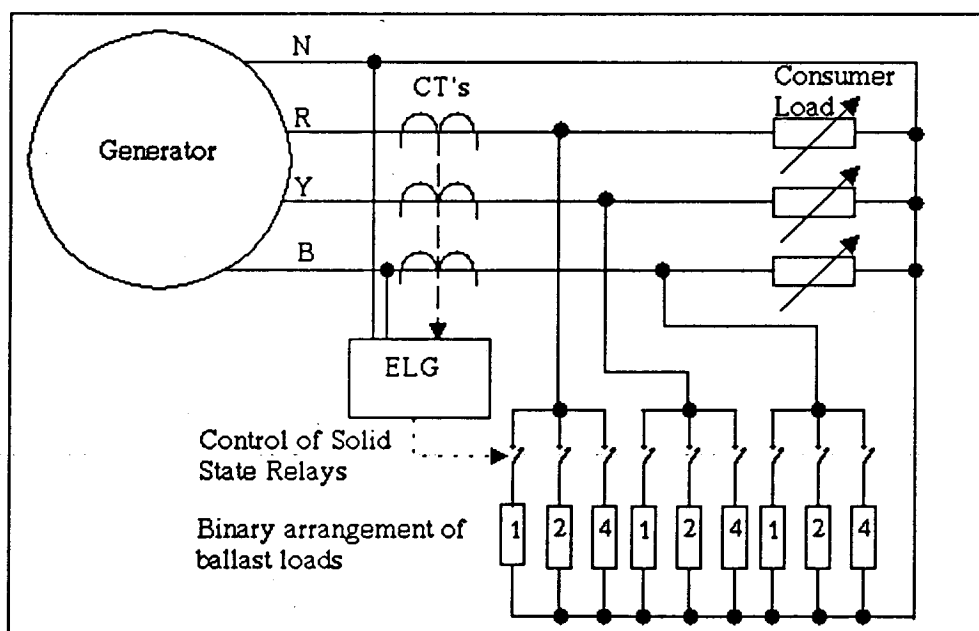 N
CT's
Consumer
Load
R
Generator
Y
B
ELG
Control of Solid
State Relays
Binary arrangement of
ballast loads
1 2 4 1 2 4 1 2 4